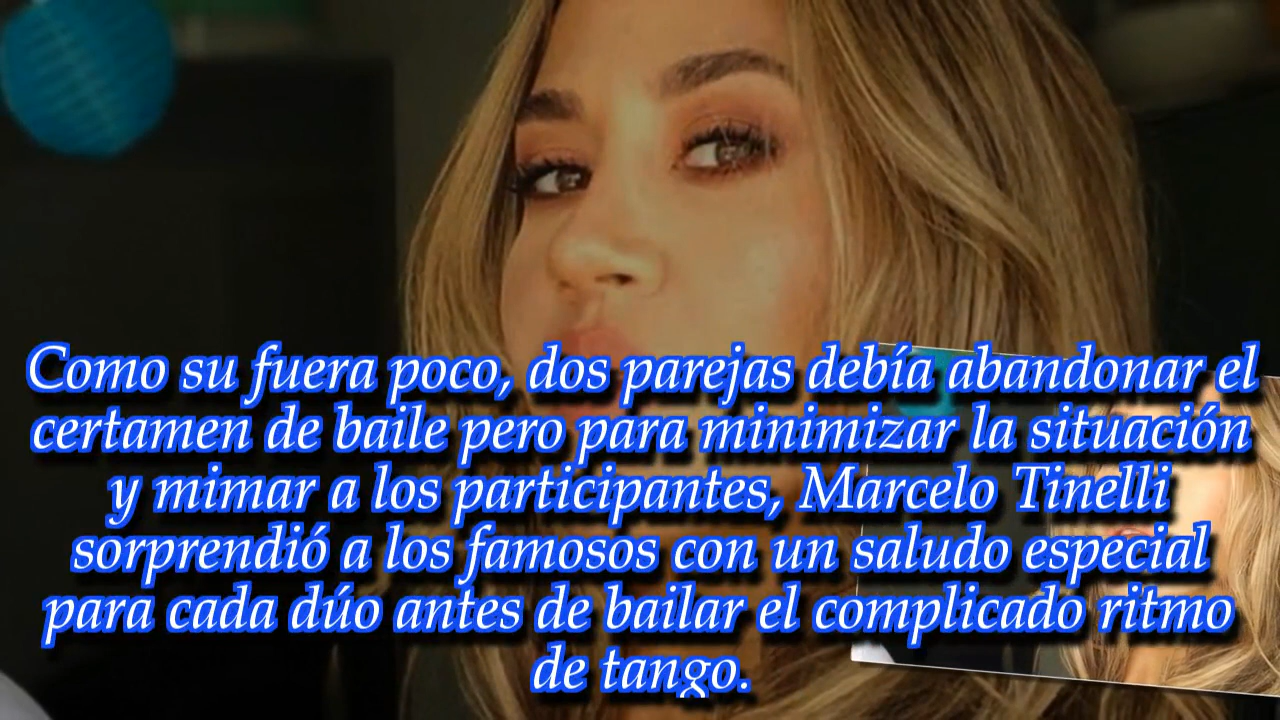 Como su fuera poco, dos parejas debía abandonar el
certamen de baile pero para minimizar la situación
y mimar a los participantes, Marcelo Tinelli
sorprendió a los famosos con un saludo especial
para cada dúo antes de bailar el complicado ritmo
de tango.